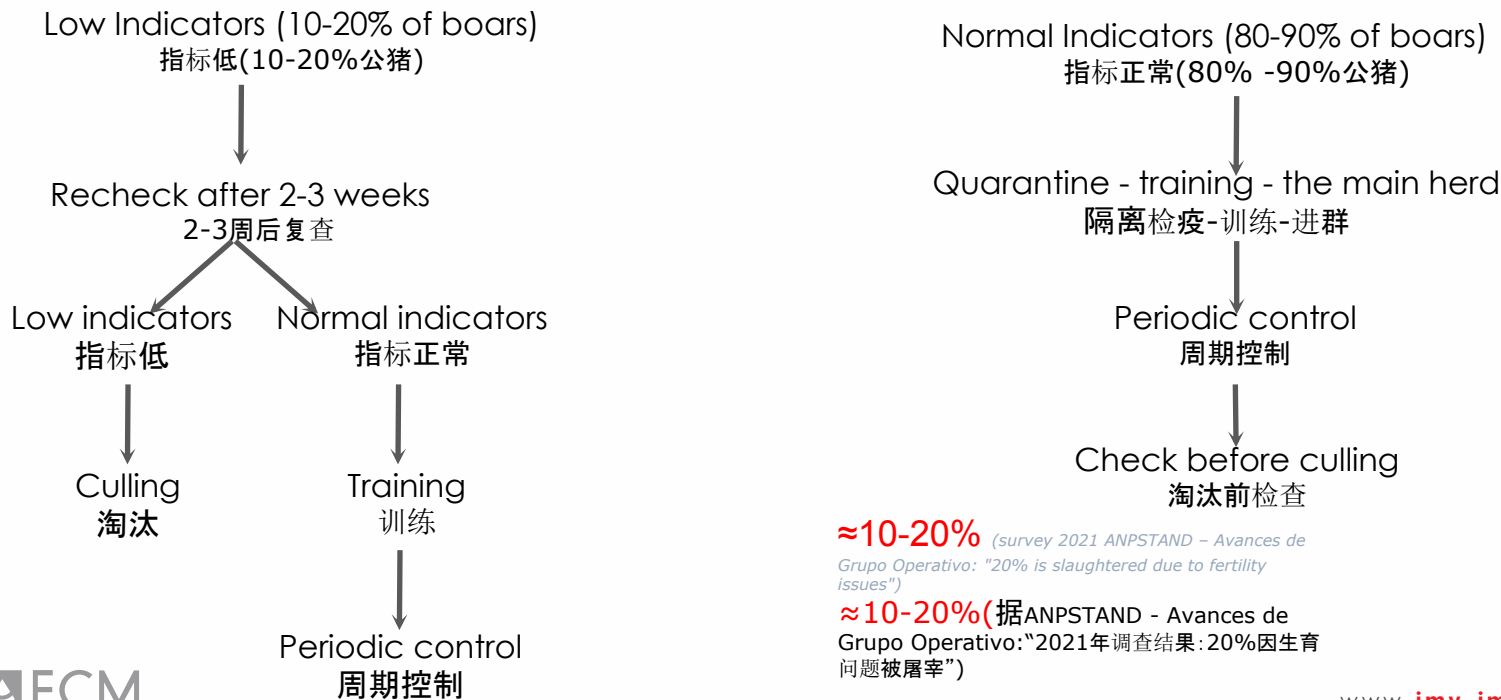 Low Indicators (10-20% of boars)
指标低(10-20%公猪)
Recheck after 2-3 weeks
2-3周后复查
Low indicators
指标低
Normal indicators
指标正常
Culling
淘汰
Training
训练
Periodic control
周期控制
Normal Indicators (80-90% of boars)
指标正常(80% -90%公猪)
Quarantine - training - the main herd
隔离检疫-训练-进群
Periodic control
周期控制
Check before culling
淘汰前检查
≈10-20% (survey 2021 ANPSTAND – Avances de
Grupo Operativo: "20% is slaughtered due to fertility
issues")
≈10-20%(据ANPSTAND - Avances de
Grupo Operativo:“2021年调查结果:20%因生育
问题被屠宰”)
ECM